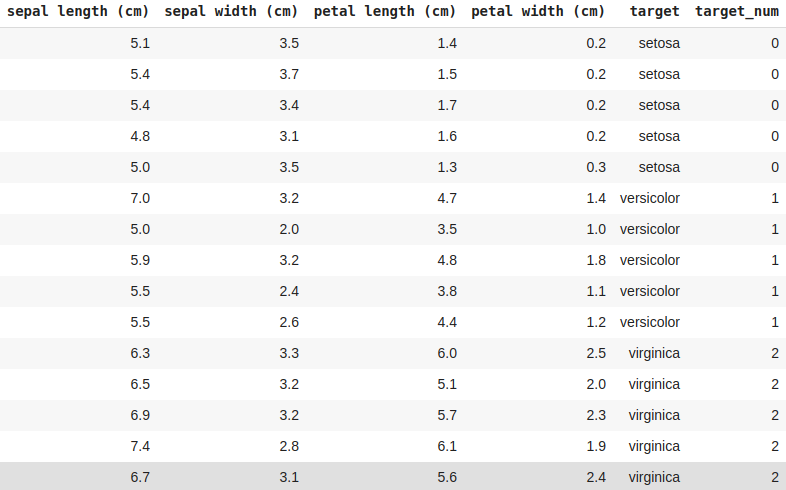 sepal length (cm) sepal width (cm) petal length (cm) petal width (cm) target target_num
5.1 3.5 1.4 0.2 setosa 0
5.4 3.7 1.5 0.2 setosa 0
5.4 3.4 1.7 0.2 setosa 0
4.8 3.1 1.6 0.2 setosa 0
5.0 3.5 1.3 0.3 setosa 0
7.0 3.2 4.7 1.4 versicolor 1
5.0 2.0 3.5 1.0 versicolor 1
5.9 3.2 4.8 1.8 versicolor 1
5.5 2.4 3.8 1.1 versicolor 1
5.5 2.6 4.4 1.2 versicolor 1
6.3 3.3 6.0 2.5 virginica 2
6.5 3.2 5.1 2.0 virginica 2
6.9 3.2 5.7 2.3 virginica 2
7.4 2.8 6.1 1.9 virginica 2
6.7 3.1 5.6 2.4 virginica 2